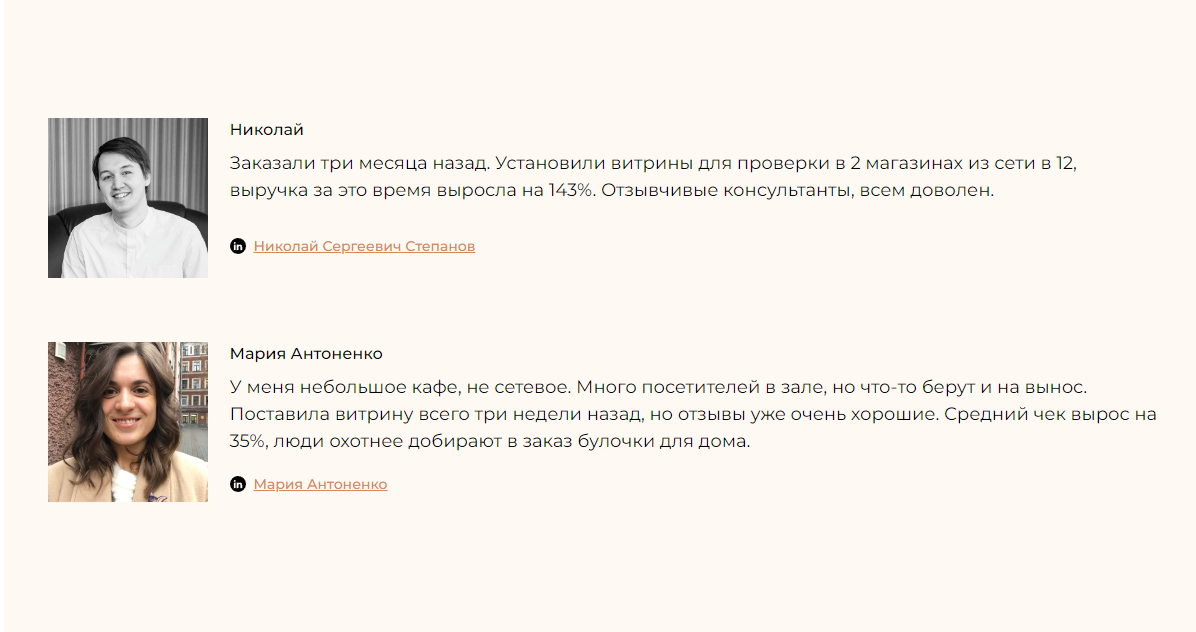 Николай
Заказали три месяца назад. Установили витрины для проверки в 2 магазинах из сети в 12,
выручка за это время выросла на 143%. Отзывчивые консультанты, всем доволен.
in Николай Сергеевич Степанов
Мария Антоненко
У меня небольшое кафе, не сетевое. Много посетителей в зале, но что-то берут и на вынос.
Поставила витрину всего три недели назад, но отзывы уже очень хорошие. Средний чек вырос на
35%, люди охотнее добирают в заказ булочки для дома.
in Мария Антоненко